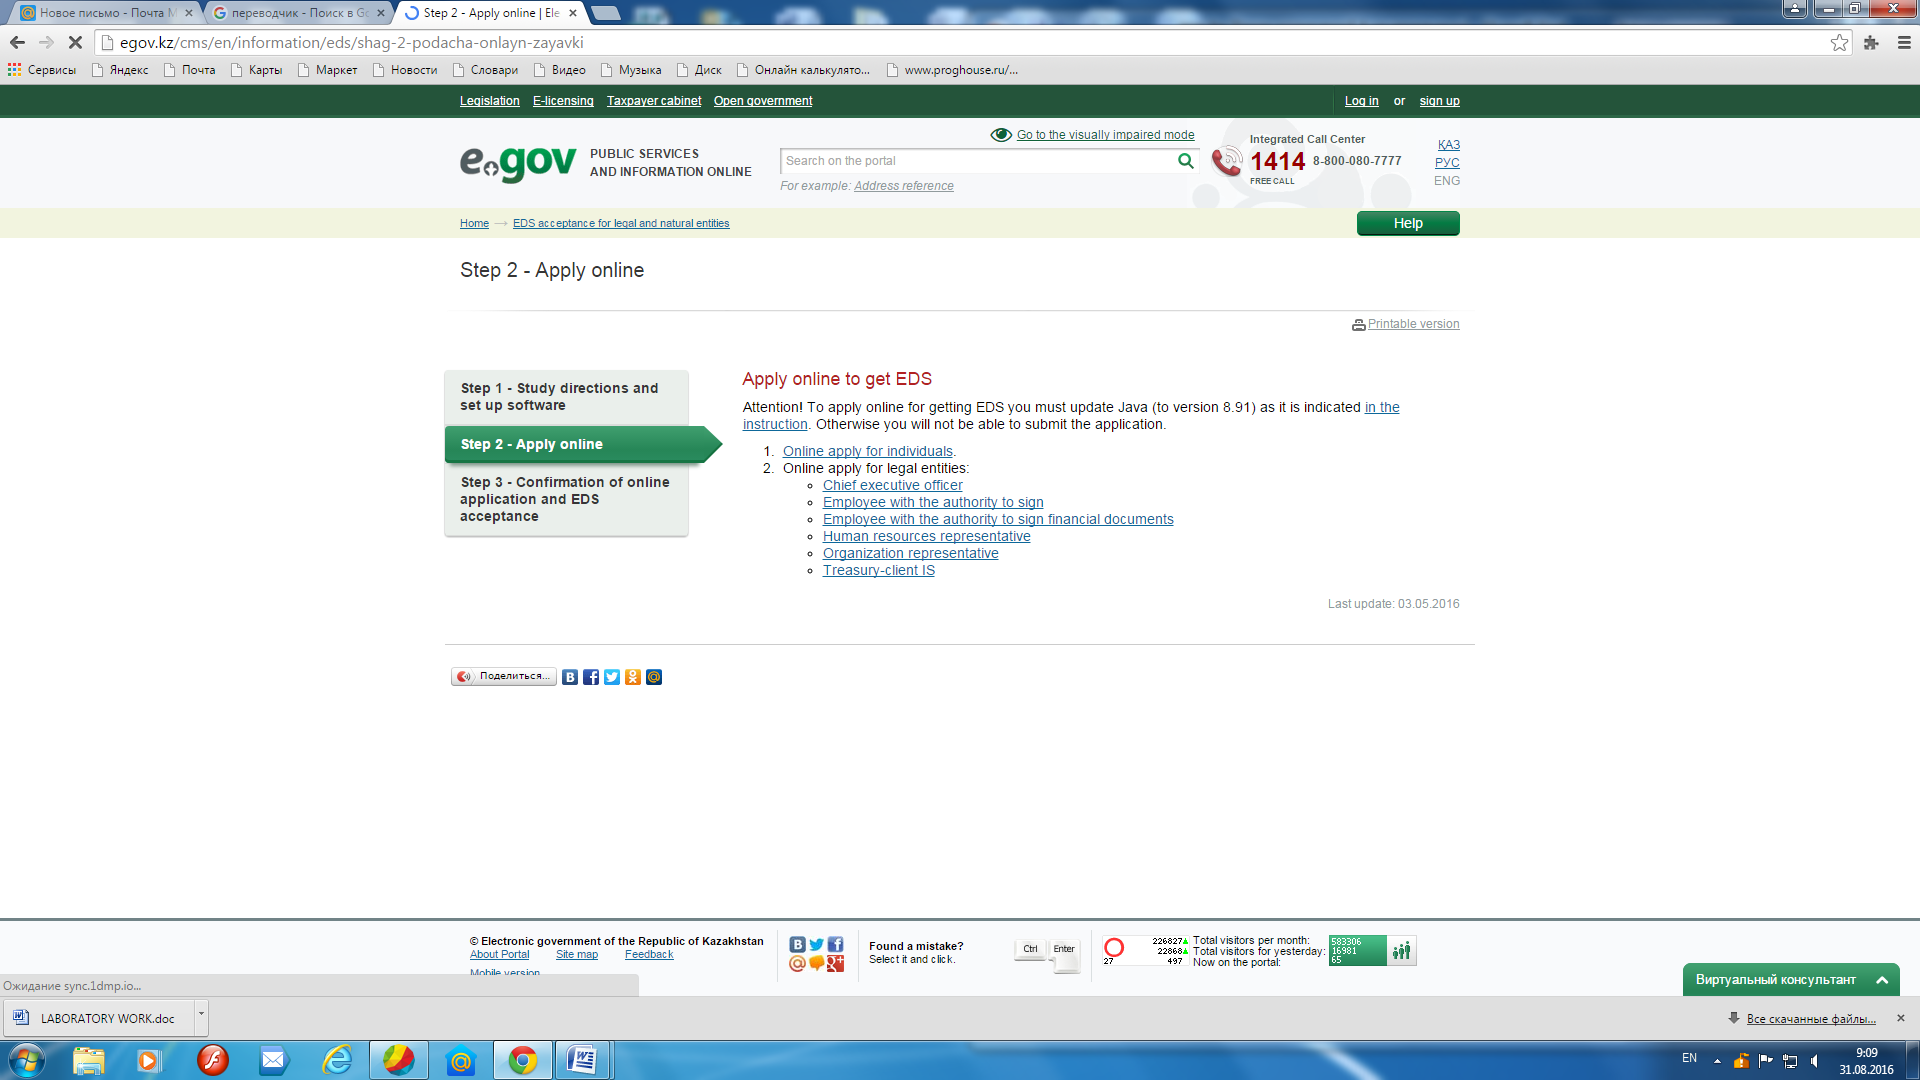 Новое письмо - Почта М
переводчик - Поиск в Go
Step 2 - Apply online | Ele
egov.kz/cms/en/information/eds/shag-2-podacha-onlayn-zayavki
Сервисы Яндекс Почта Карты Маркет Новости Словари Видео Музыка Диск Онлайн калькулято... www.proghouse.ru/...
Legislation E-licensing Taxpayer cabinet Open government Log in or sign up
Go to the visually impaired mode
e.gov
PUBLIC SERVICES
AND INFORMATION ONLINE
Search on the portal
For example: Address reference
Integrated Call Center
1414 8-800-080-7777
FREE CALL
ҚАЗ
РУС
ENG
Home → EDS acceptance for legal and natural entities
Help
Step 2 - Apply online
Printable version
Step 1 - Study directions and
set up software
Step 2 - Apply online
Step 3 - Confirmation of online
application and EDS
acceptance
Apply online to get EDS
Attention! To apply online for getting EDS you must update Java (to version 8.91) as it is indicated in the
instruction. Otherwise you will not be able to submit the application.
1. Online apply for individuals.
2. Online apply for legal entities:
Chief executive officer
Employee with the authority to sign
Employee with the authority to sign financial documents
Human resources representative
Organization representative
Treasury-client IS
Last update: 03.05.2016
Поделиться...
© Electronic government of the Republic of Kazakhstan
About Portal Site map Feedback
Mobile version
Found a mistake?
Select it and click.
Ctrl Enter
226827
22868
27 497
Total visitors per month:
Total visitors for yesterday:
Now on the portal:
583306
16981
65
Виртуальный консультант
Ожидание sync.1dmp.io...
LABORATORY WORK.doc
Все скачанные файлы...
EN
9:09
31.08.2016